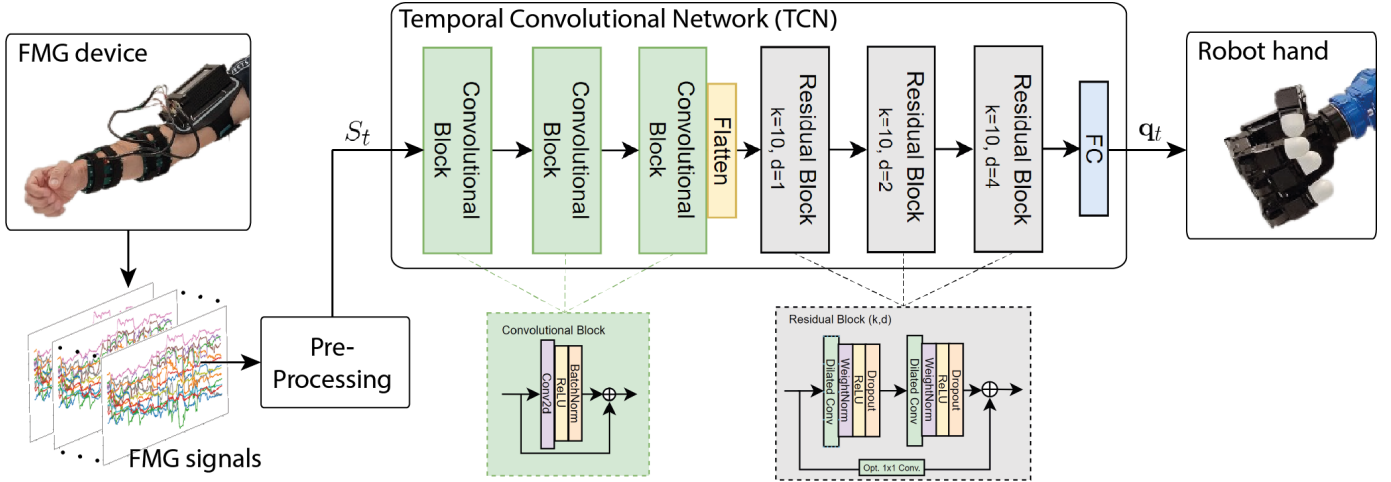 Temporal Convolutional Network (TCN)
FMG device
Robot hand
S_t
Convolutional
Block
Convolutional
Block
Convolutional
Block
Flatten
Residual Block
k=10, d=1
Residual Block
k=10, d=2
Residual Block
k=10, d=4
FC
q_t
Pre-
Processing
FMG signals
Convolutional Block
Conv2d
ReLU
BatchNorm
Residual Block (k,d)
Dilated Conv
WeightNorm
ReLU
Dropout
Dilated Conv
WeightNorm
ReLU
Dropout
Opt. 1x1 Conv.